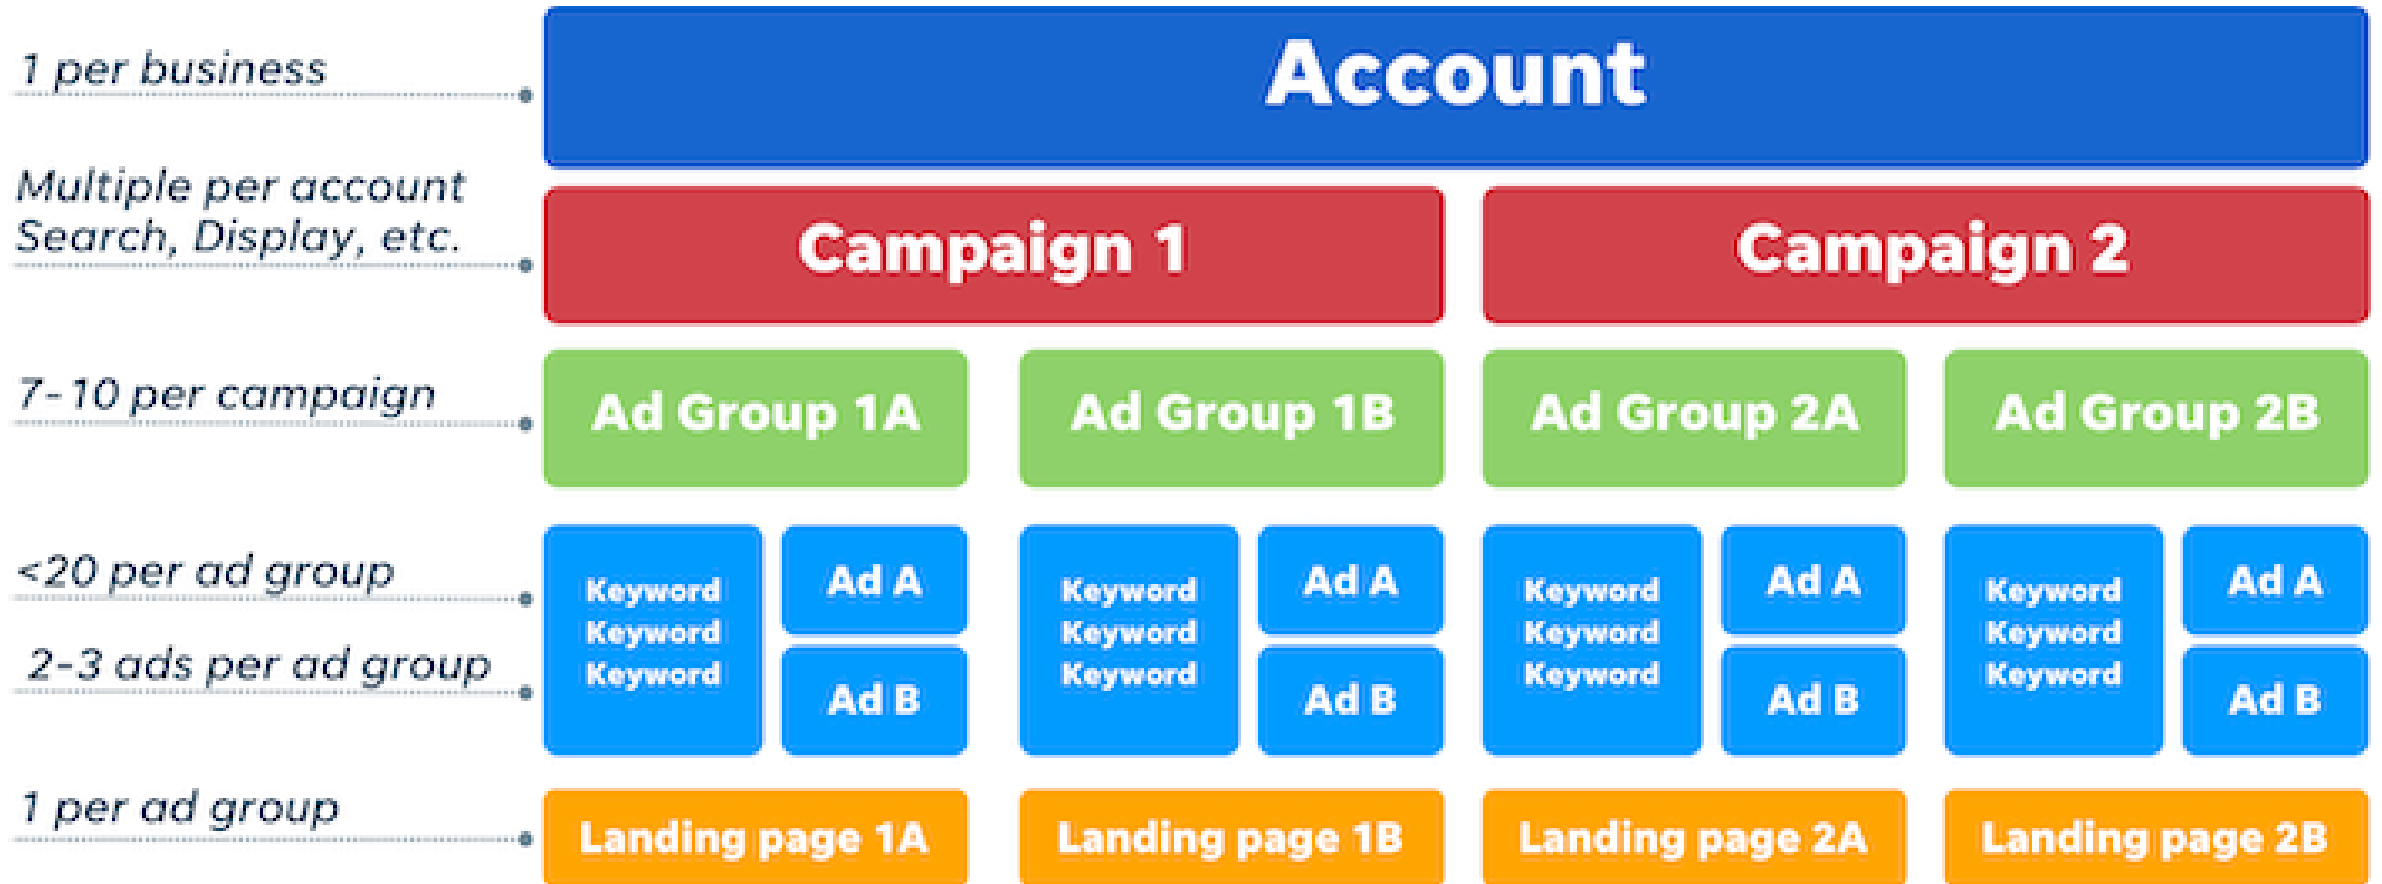 1 per business
Account
Multiple per account
Search, Display, etc.
Campaign 1
Campaign 2
7-10 per campaign
Ad Group 1A
Ad Group 1B
Ad Group 2A
Ad Group 2B
<20 per ad group
2-3 ads per ad group
Keyword
Keyword
Keyword
Ad A
Ad B
Keyword
Keyword
Keyword
Ad A
Ad B
Keyword
Keyword
Keyword
Ad A
Ad B
Keyword
Keyword
Keyword
Ad A
Ad B
1 per ad group
Landing page 1A
Landing page 1B
Landing page 2A
Landing page 2B